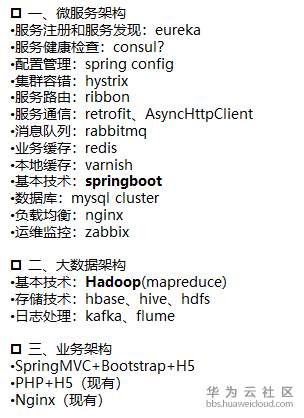 一、微服务架构
•服务注册和服务发现：eureka
•服务健康检查：consul?
•配置管理：spring config
•集群容错：hystrix
•服务路由：ribbon
•服务通信：retrofit、AsyncHttpClient
•消息队列：rabbitmq
•业务缓存：redis
•本地缓存：varnish
•基本技术：springboot
•数据库：mysql cluster
•负载均衡：nginx
•运维监控：zabbix
二、大数据架构
•基本技术：Hadoop(mapreduce)
•存储技术：hbase、hive、hdfs
•日志处理：kafka、flume
三、业务架构
•SpringMVC+Bootstrap+H5
•PHP+H5（现有）
•Nginx（现有）
华为云社区
bbs.huaweicloud.com